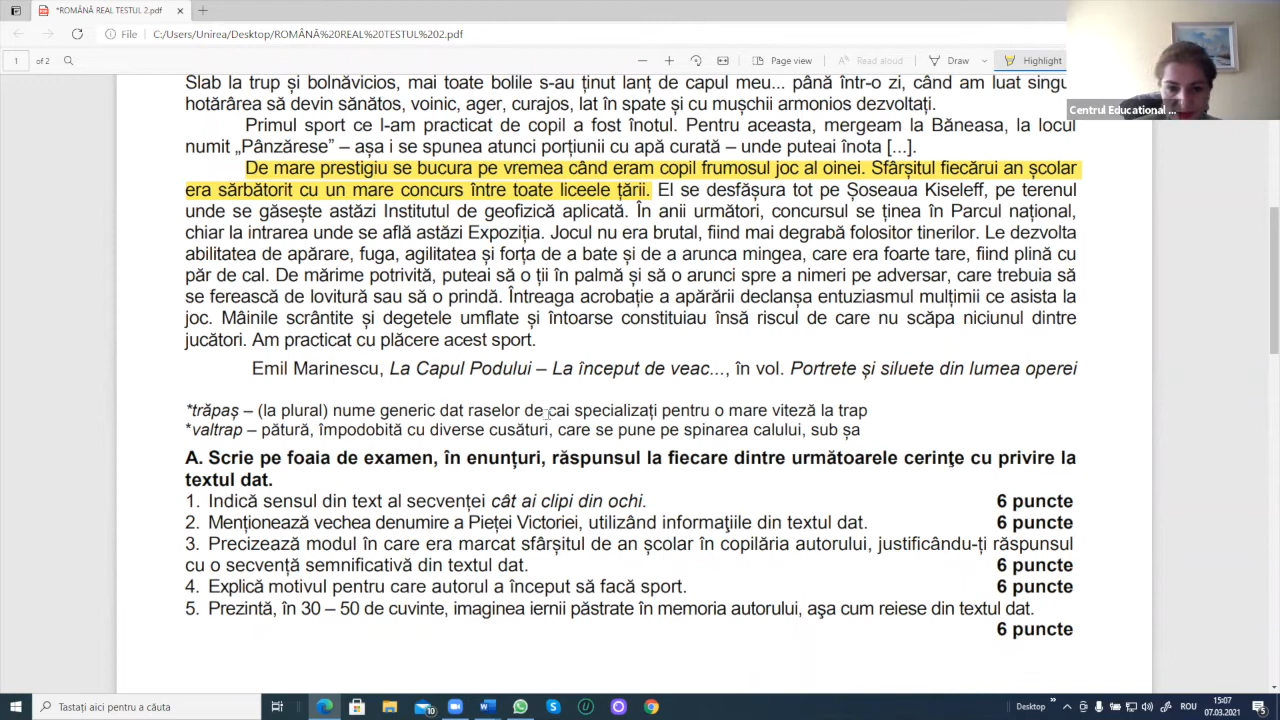 *ROMÂNĂ REAL TESTUL 2.pdf
File C:/Users/Unirea/Desktop/ROMÂNĂ%20REAL%20TESTUL%202.pdf
1 of 2 Page view Read aloud Draw Highlight
Centrul Educational ...
Slab la trup și bolnăvicios, mai toate bolile s-au ținut lanț de capul meu... până într-o zi, când am luat singu
hotărârea să devin sănătos, voinic, ager, curajos, lat în spate și cu mușchii armonios dezvoltați.
Primul sport ce l-am practicat de copil a fost înotul. Pentru aceasta, mergeam la Băneasa, la locul
numit „Pânzărese” – așa i se spunea atunci porțiunii cu apă curată – unde puteai înota [...].
De mare prestigiu se bucura pe vremea când eram copil frumosul joc al oinei. Sfârșitul fiecărui an școlar
era sărbătorit cu un mare concurs între toate liceele țării. El se desfășura tot pe Șoseaua Kiseleff, pe terenul
unde se găsește astăzi Institutul de geofizică aplicată. În anii următori, concursul se ținea în Parcul național,
chiar la intrarea unde se află astăzi Expoziția. Jocul nu era brutal, fiind mai degrabă folositor tinerilor. Le dezvolta
abilitatea de apărare, fuga, agilitatea și forța de a bate și de a arunca mingea, care era foarte tare, fiind plină cu
păr de cal. De mărime potrivită, puteai să o ții în palmă și să o arunci spre a nimeri pe adversar, care trebuia să
se ferească de lovitură sau să o prindă. Întreaga acrobație a apărării declanșa entuziasmul mulțimii ce asista la
joc. Mâinile scrântite și degetele umflate și întoarse constituiau însă riscul de care nu scăpa niciunul dintre
jucători. Am practicat cu plăcere acest sport.
Emil Marinescu, La Capul Podului – La început de veac..., în vol. Portrete și siluete din lumea operei
*trăpaș – (la plural) nume generic dat raselor de cai specializați pentru o mare viteză la trap
*valtrap – pătură, împodobită cu diverse cusături, care se pune pe spinarea calului, sub șa
A. Scrie pe foaia de examen, în enunțuri, răspunsul la fiecare dintre următoarele cerinţe cu privire la
textul dat.
1. Indică sensul din text al secvenței cât ai clipi din ochi. 6 puncte
2. Menționează vechea denumire a Pieței Victoriei, utilizând informaţiile din textul dat. 6 puncte
3. Precizează modul în care era marcat sfârșitul de an școlar în copilăria autorului, justificându-ți răspunsul
cu o secvență semnificativă din textul dat. 6 puncte
4. Explică motivul pentru care autorul a început să facă sport. 6 puncte
5. Prezintă, în 30 – 50 de cuvinte, imaginea iernii păstrate în memoria autorului, aşa cum reiese din textul dat.
6 puncte
Tastați aici pentru a căuta 10 Desktop ROU 15:07
07.03.2021 5